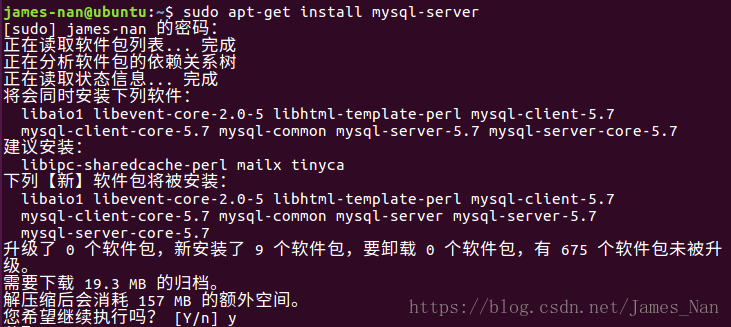 james-nan@ubuntu:~$ sudo apt-get install mysql-server
[sudo] james-nan 的密码：
正在读取软件包列表... 完成
正在分析软件包的依赖关系树
正在读取状态信息... 完成
将会同时安装下列软件：
libaio1 libevent-core-2.0-5 libhtml-template-perl mysql-client-5.7
mysql-client-core-5.7 mysql-common mysql-server-5.7 mysql-server-core-5.7
建议安装：
libipc-sharedcache-perl mailx tinyca
下列【新】软件包将被安装：
libaio1 libevent-core-2.0-5 libhtml-template-perl mysql-client-5.7
mysql-client-core-5.7 mysql-common mysql-server mysql-server-5.7
mysql-server-core-5.7
升级了 0 个软件包，新安装了 9 个软件包，要卸载 0 个软件包，有 675 个软件包未被升
级。
需要下载 19.3 MB 的归档。
解压缩后会消耗 157 MB 的额外空间。
您希望继续执行吗？ [Y/n] y
https://blog.csdn.net/James_Nan